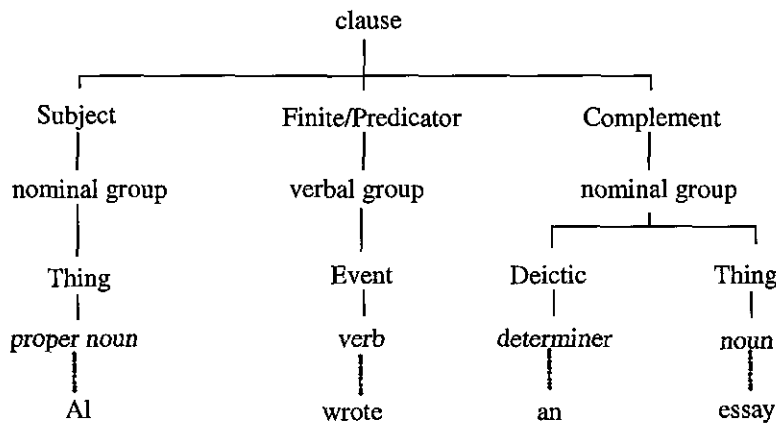 clause
Subject Finite/Predicator Complement
nominal group verbal group nominal group
Thing Event Deictic Thing
proper noun verb determiner noun
Al wrote an essay